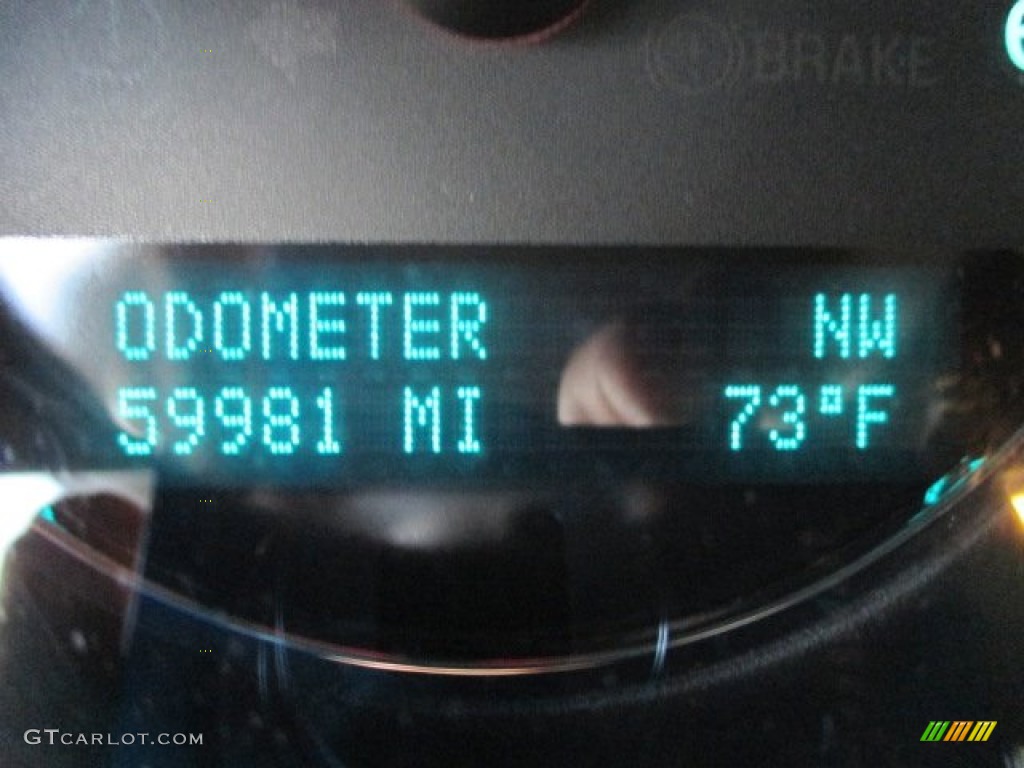 BRAKE
ODOMETER NW
59981 MI 73°F
GTCARLOT.COM